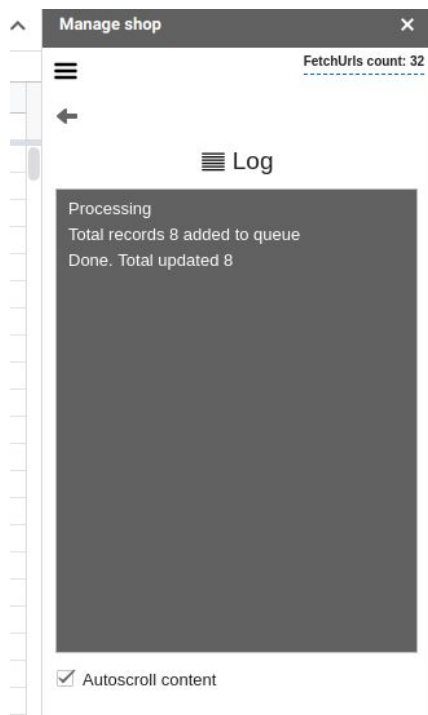 Manage shop
FetchUrls count: 32
Log
Processing
Total records 8 added to queue
Done. Total updated 8
Autoscroll content